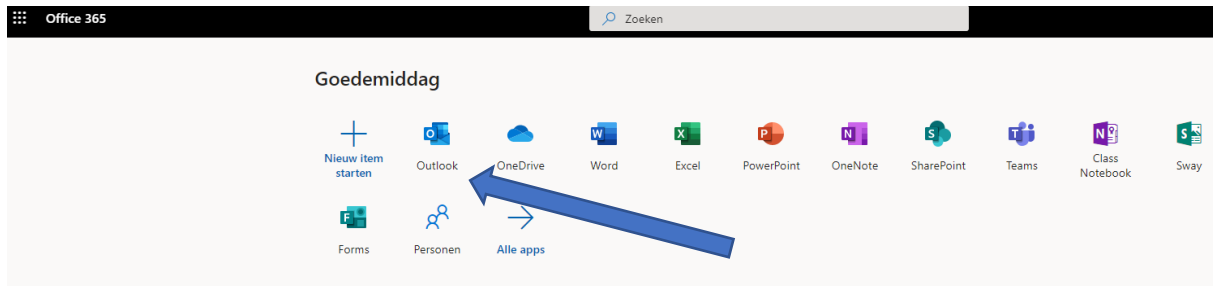 Office 365
Zoeken
Goedemiddag
Nieuw item
starten
Outlook
OneDrive
Word
Excel
PowerPoint
OneNote
SharePoint
Teams
Class
Notebook
Sway
Forms
Personen
Alle apps